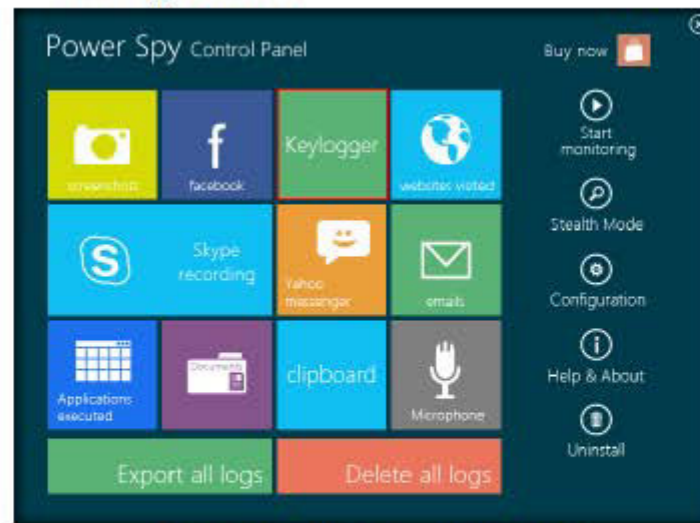 Power Spy Control Panel
Buy now
screenshots
facebook
Keylogger
websites visited
Start
monitoring
Stealth Mode
Skype
recording
Yahoo
messenger
emails
Configuration
Applications
executed
Documents
clipboard
Microphone
Help & About
Uninstall
Export all logs
Delete all logs